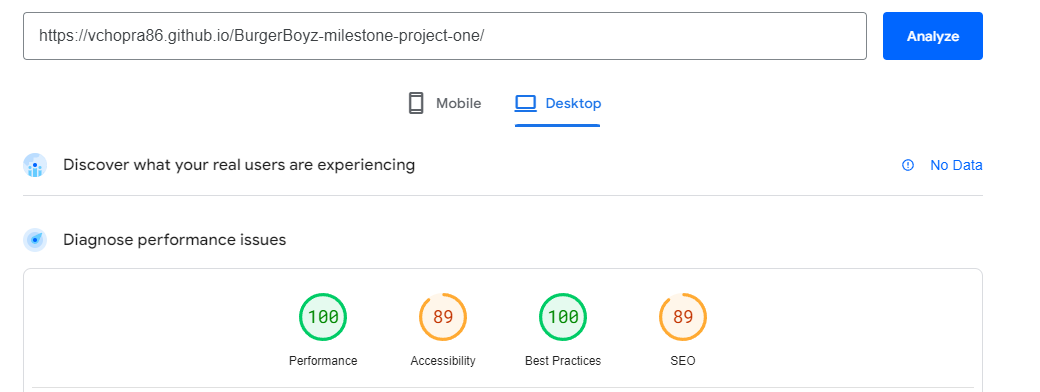 https://vchopra86.github.io/BurgerBoyz-milestone-project-one/
Analyze
Mobile
Desktop
Discover what your real users are experiencing
No Data
Diagnose performance issues
100
89
100
89
Performance
Accessibility
Best Practices
SEO